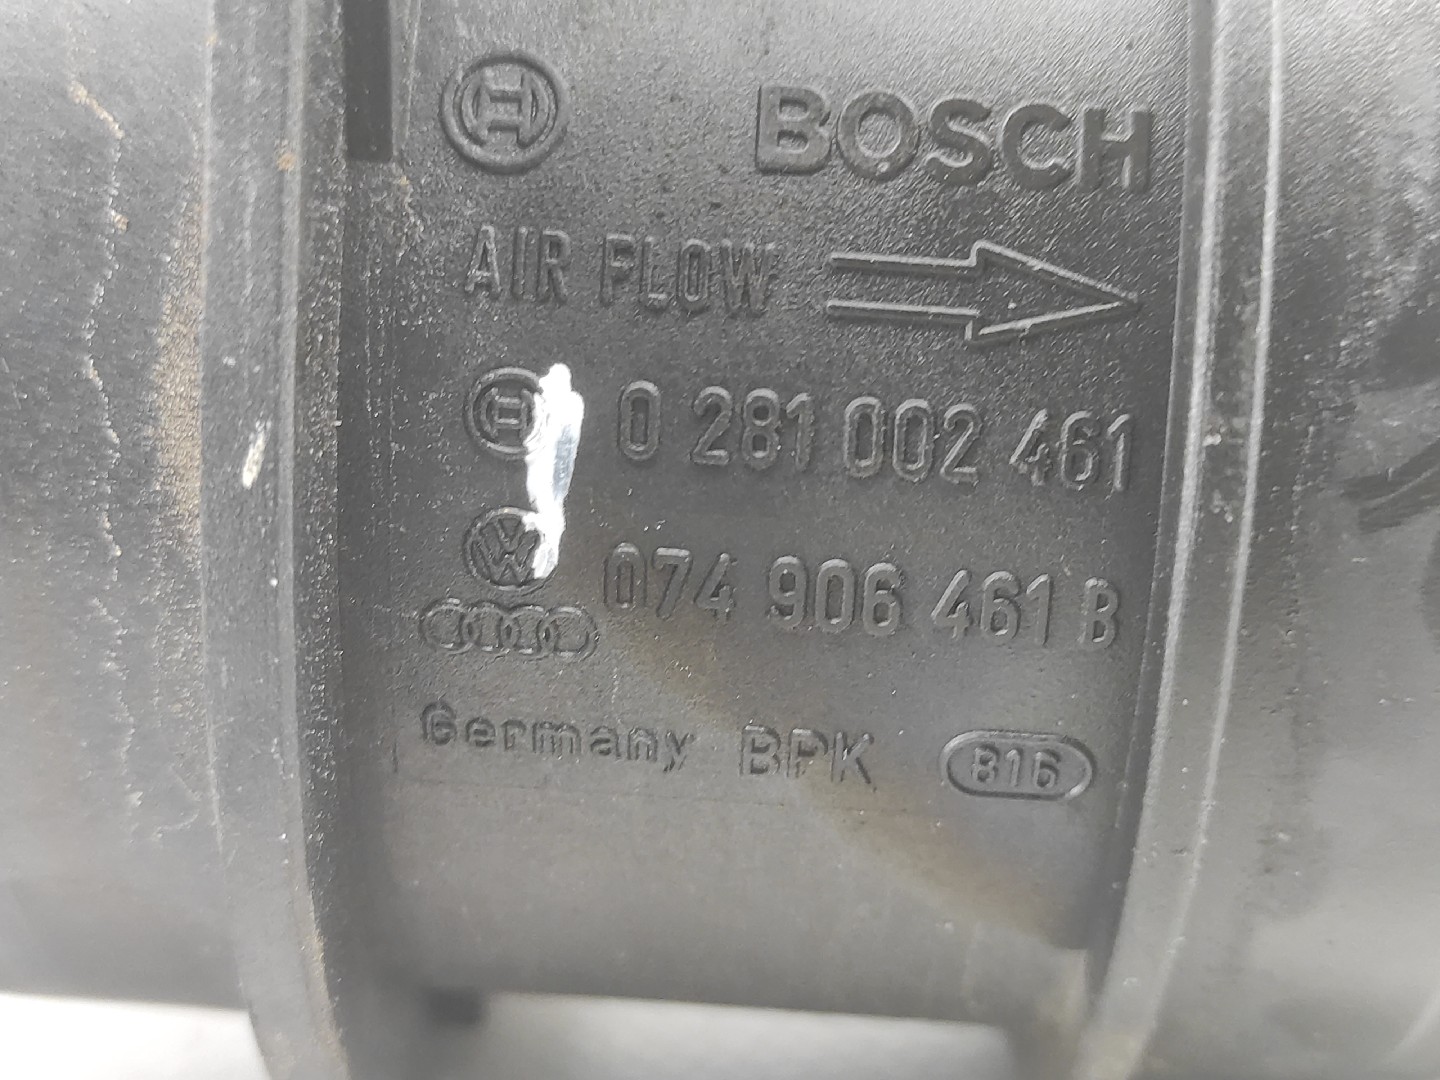 BOSCH
AIR FLOW
0 281 002 461
074 906 461 B
Germany BPK 816